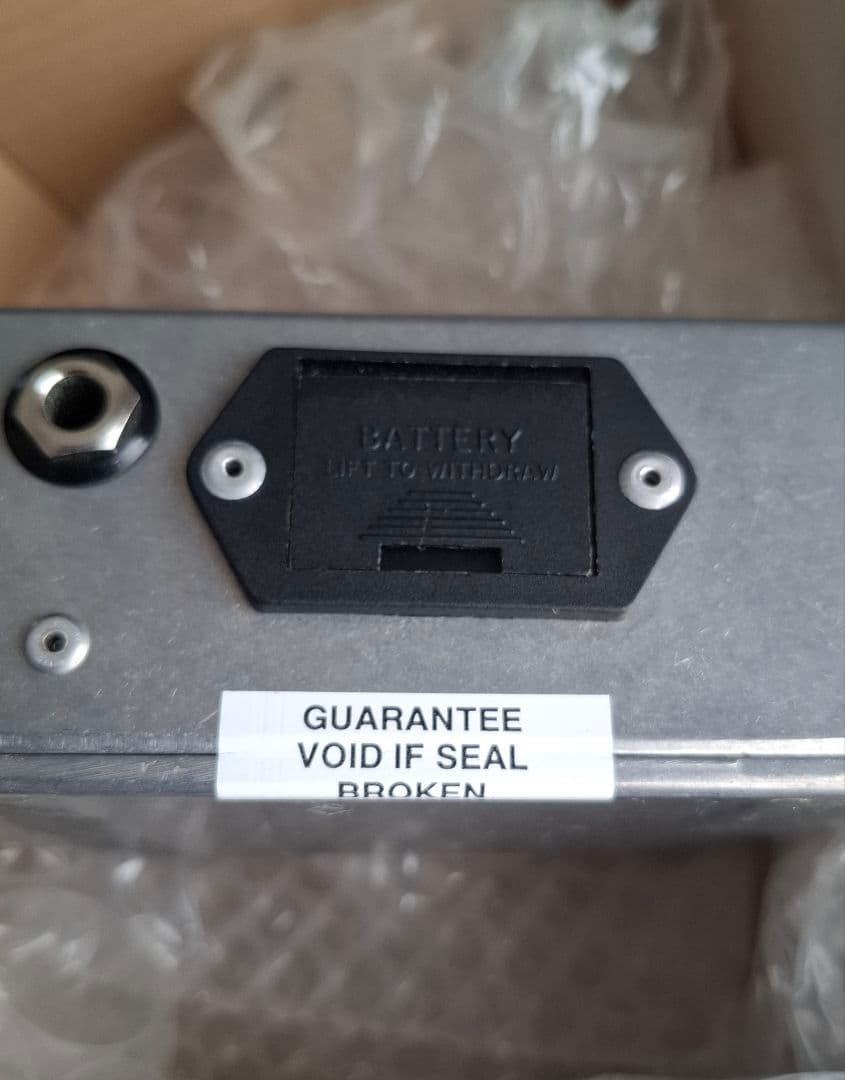 BATTERY
LIFT TO WITHDRAW
GUARANTEE
VOID IF SEAL
BROKEN